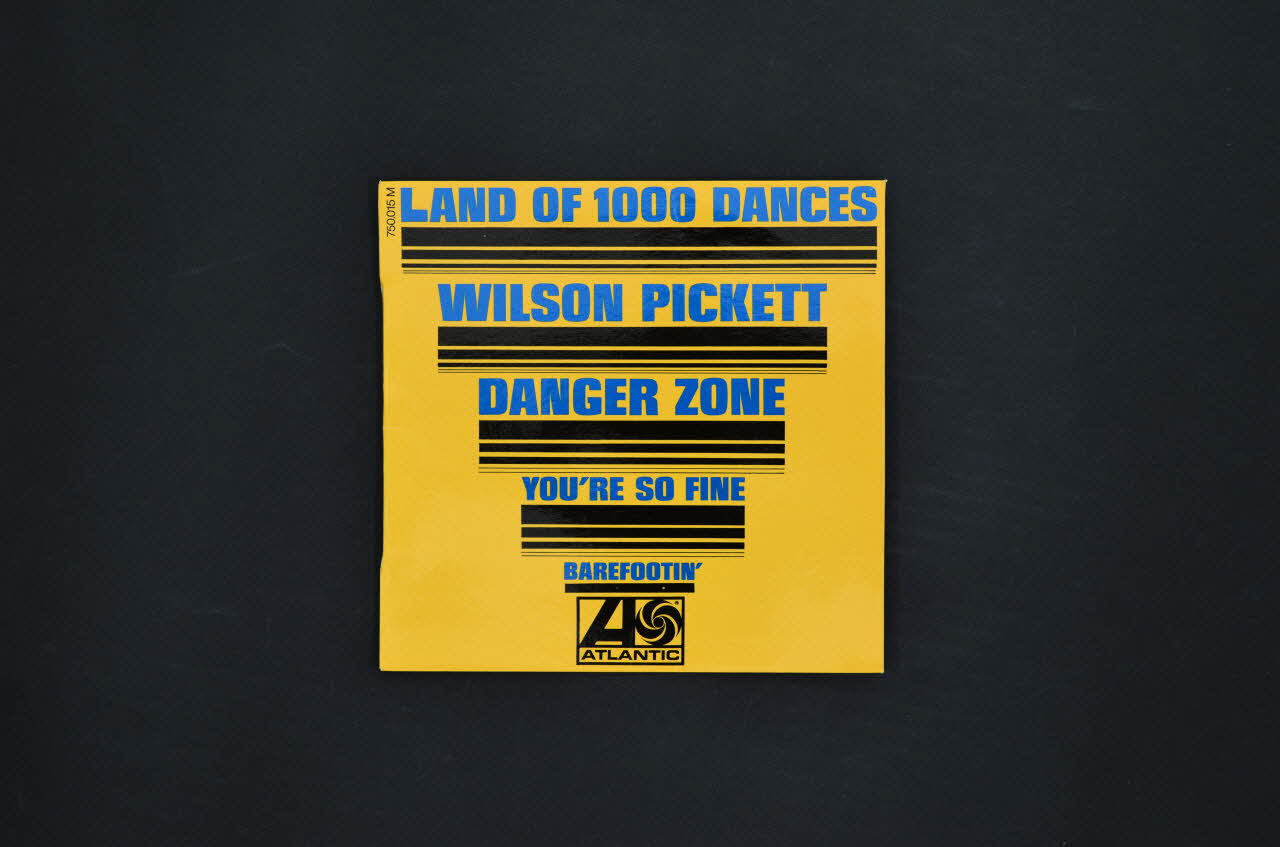 750.015 M
LAND OF 1000 DANCES
WILSON PICKETT
DANGER ZONE
YOU'RE SO FINE
BAREFOOTIN'
A
ATLANTIC